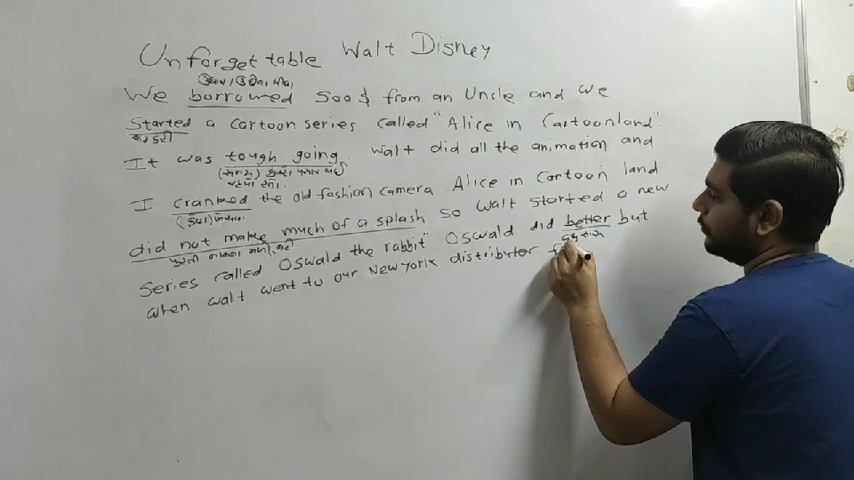 Unforgettable Walt Disney
We borrowed 500$ from an Uncle and we
Started a cartoon series called "Alice in Cartoonland".
It was tough going. Walt did all the animation and
I cranked the old fashion camera Alice in Cartoon land
did not make much of a splash so Walt started a new
Series called Oswald the rabbit" Oswald did better but
when walt went to our New York distributer